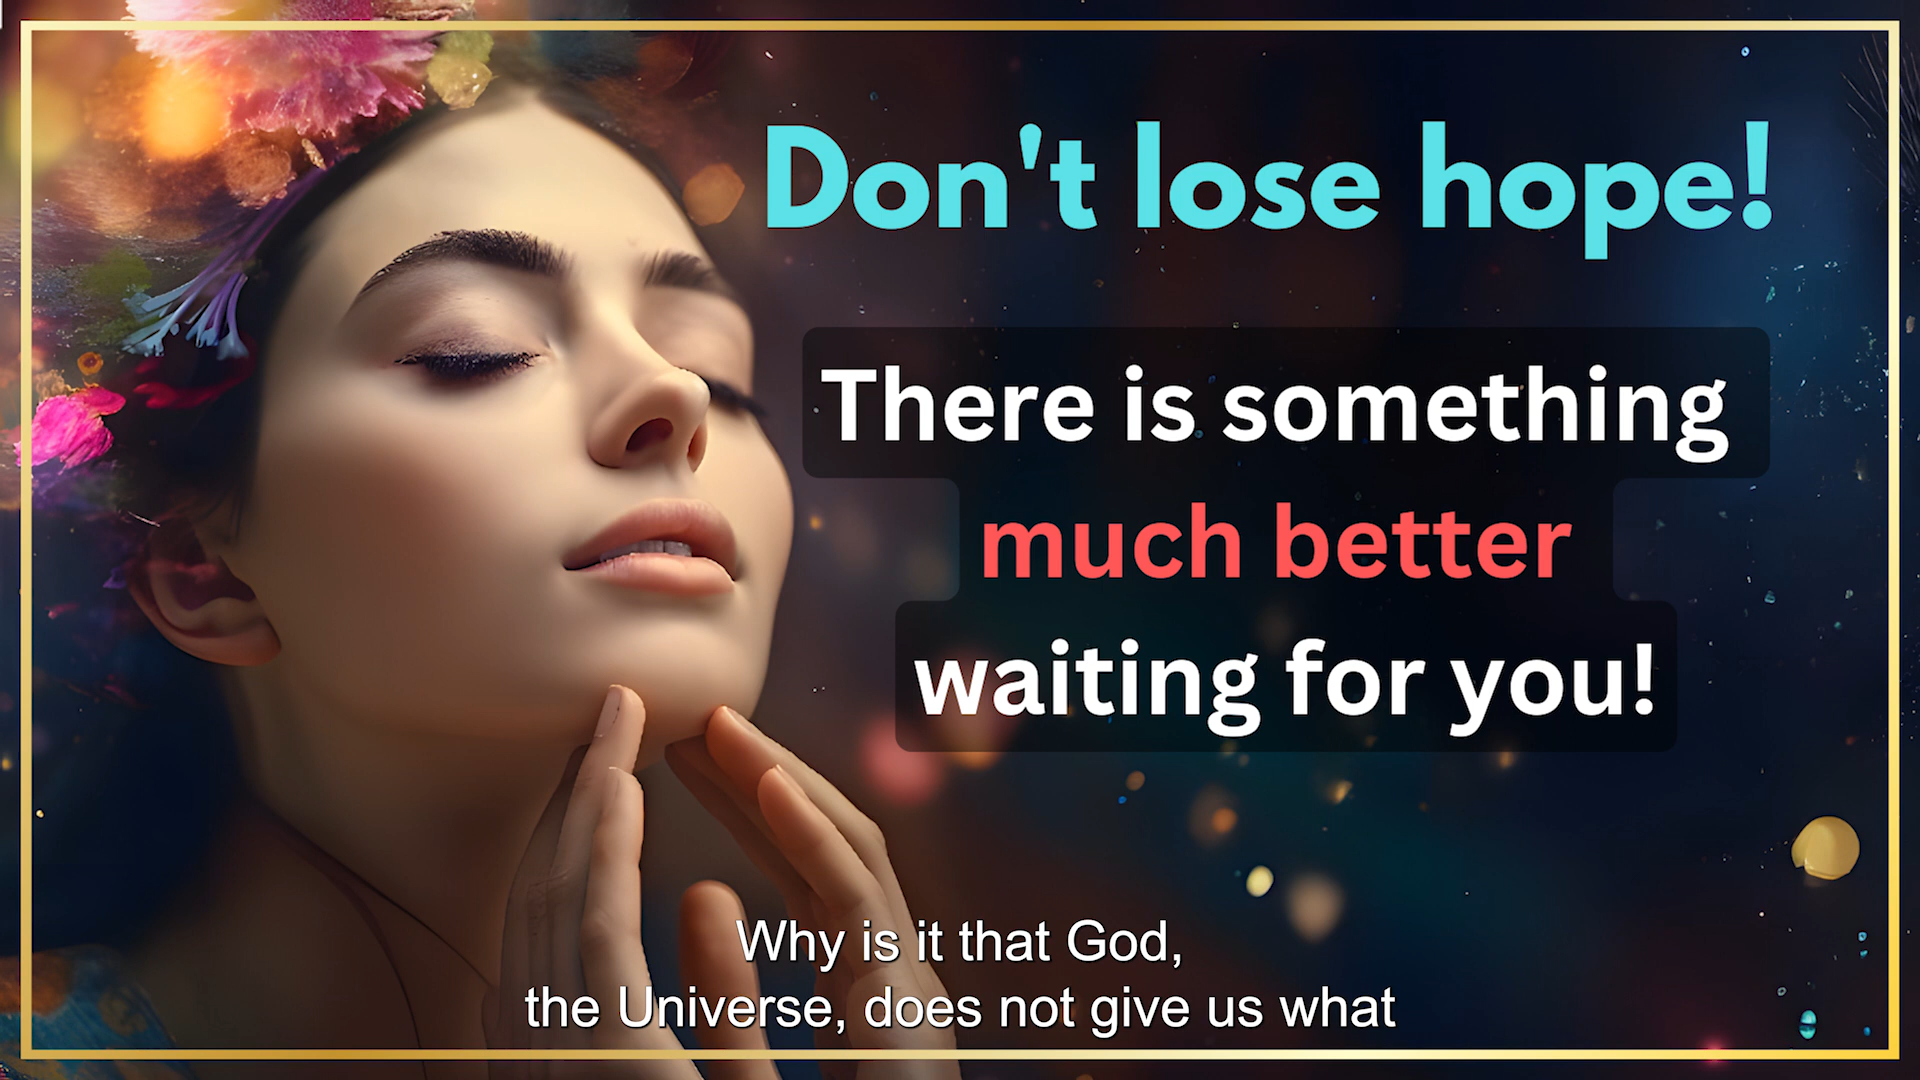 Don't lose hope!
There is something
much better
waiting for you!
Why is it that God,
the Universe, does not give us what